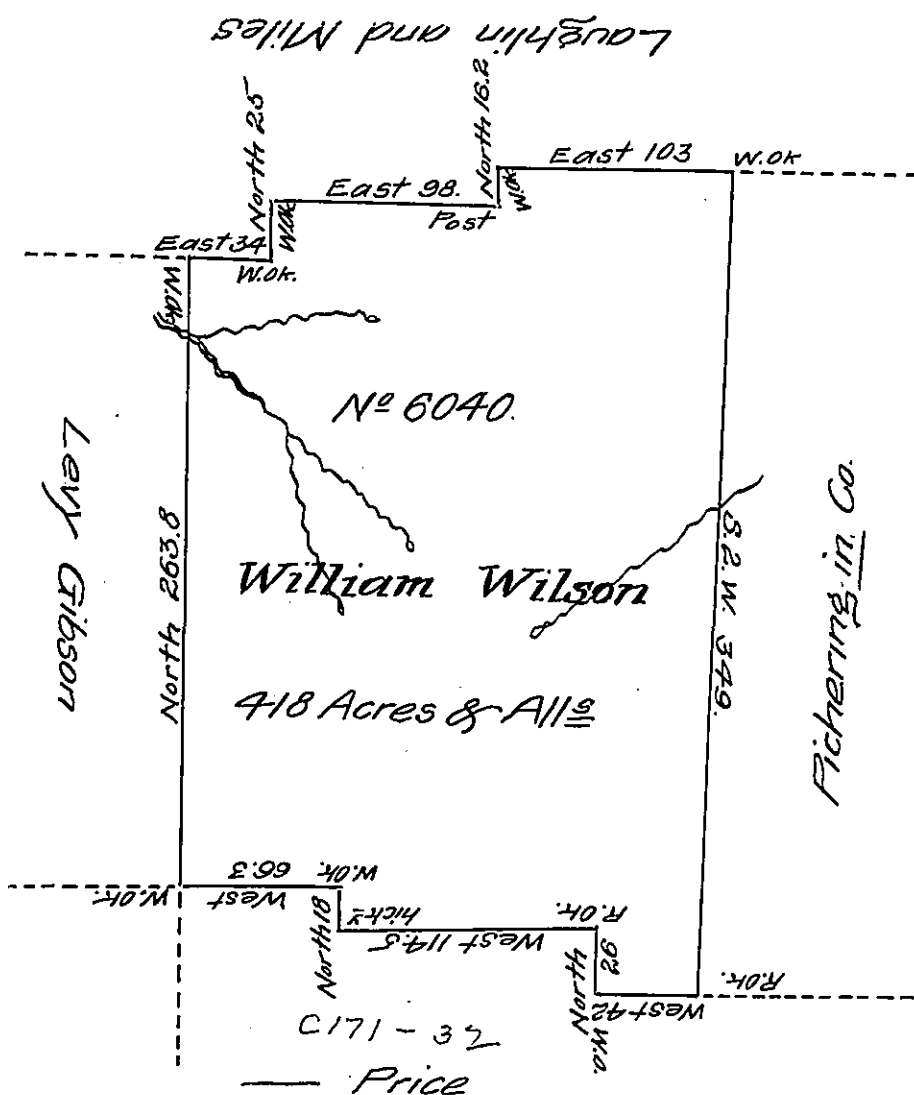 Laughlin and Miles
North 25
North 16.2
East 103
W.OK
East 98.
W.OK
W.OK
Post
East 34
W.OK.
W.Ok
Nº 6040.
Levy Gibson
North 263.8
William Wilson
S.2.W. 349.
Pichering in Co.
418 Acres & Allˢ
W.OK.
West 66.3
W.OK.
North 18
hickʸ
West 114.5
R.OK.
North 26
W.O.
West 42
R.OK.
C171 - 32
Price